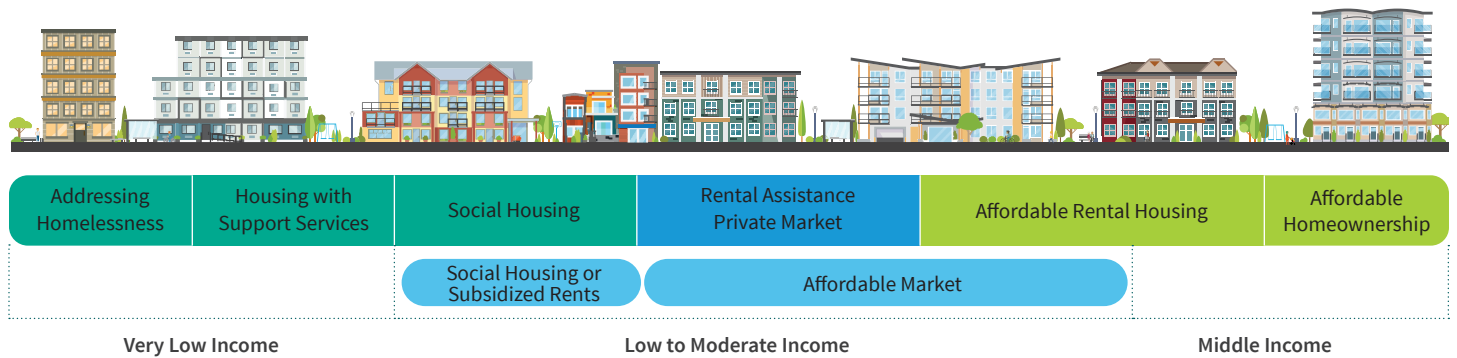 Addressing
Homelessness
Housing with
Support Services
Social Housing
Rental Assistance
Private Market
Affordable Rental Housing
Affordable
Homeownership
Social Housing or
Subsidized Rents
Affordable Market
Very Low Income
Low to Moderate Income
Middle Income